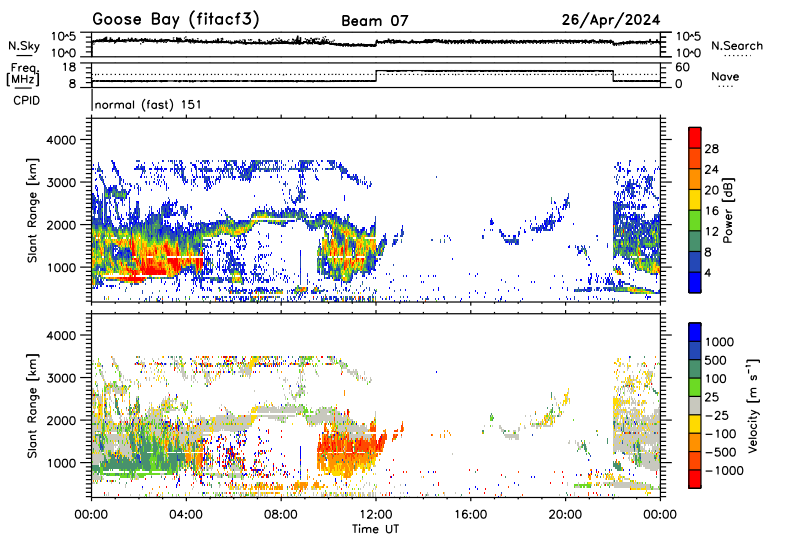 Goose Bay (fitacf3) Beam 07 26/Apr/2024
N.Sky 10^5 10^0 10^5 10^0 N.Search
Freq. [MHz] 18 8 60 0 Nave
CPID normal (fast) 151
Slant Range [km] 4000 3000 2000 1000
Power [dB] 28 24 20 16 12 8 4
Slant Range [km] 4000 3000 2000 1000
Velocity [m s⁻¹] 1000 500 100 25 −25 −100 −500 −1000
00:00 04:00 08:00 12:00 16:00 20:00 00:00
Time UT